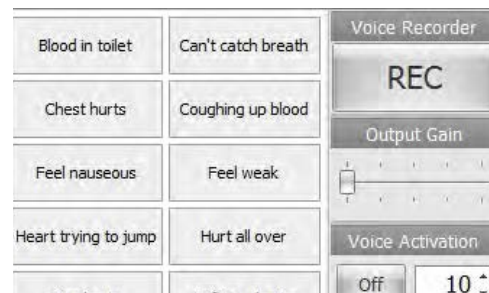 Blood in toilet
Can't catch breath
Chest hurts
Coughing up blood
Feel nauseous
Feel weak
Heart trying to jump
Hurt all over
Voice Recorder
REC
Output Gain
Voice Activation
Off
10